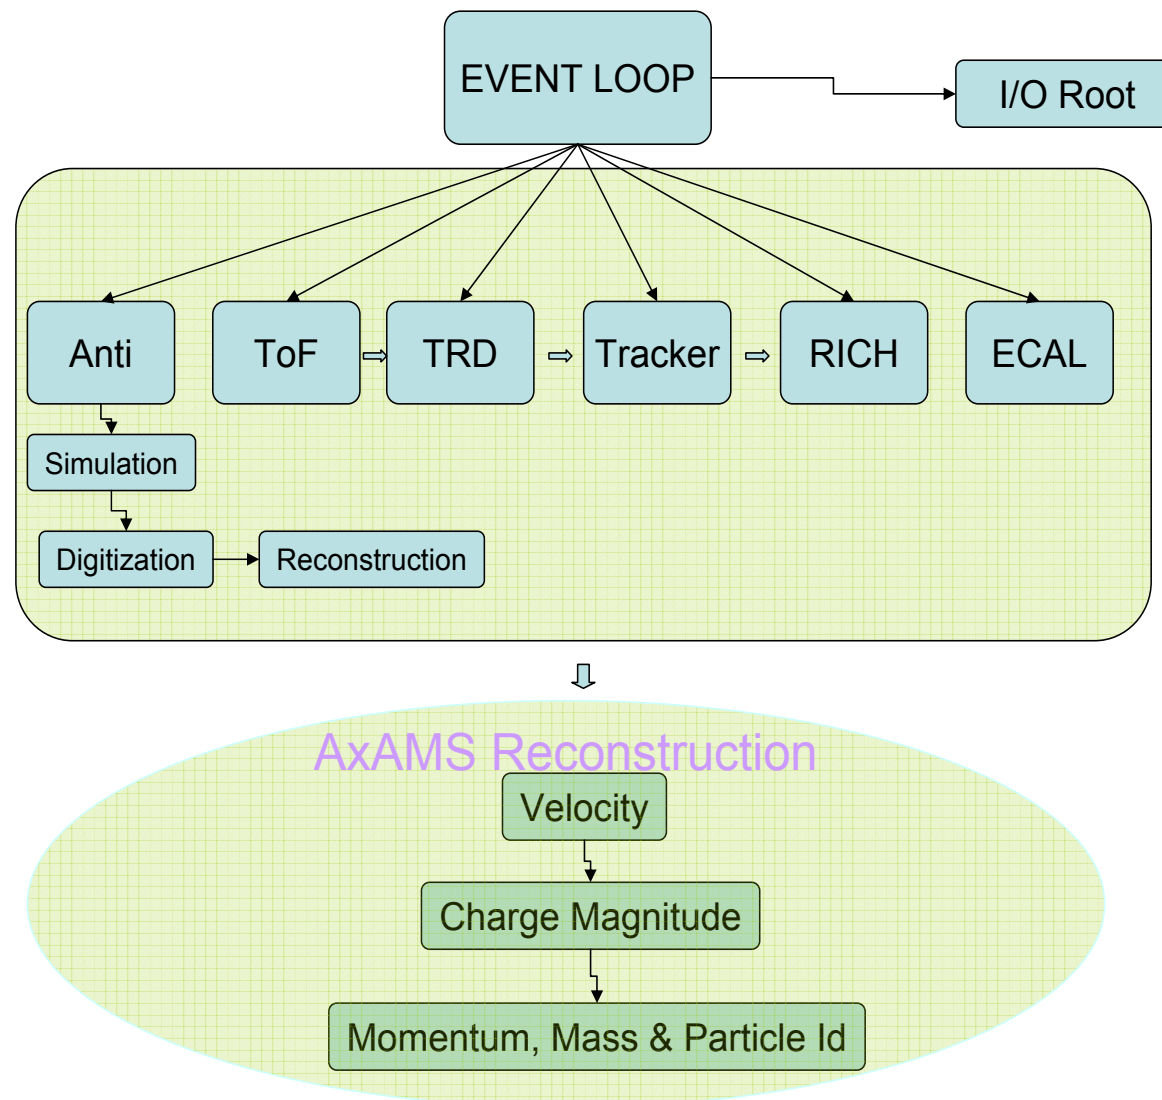 EVENT LOOP
I/O Root
Anti
ToF
TRD
Tracker
RICH
ECAL
Simulation
Digitization
Reconstruction
AxAMS Reconstruction
Velocity
Charge Magnitude
Momentum, Mass & Particle Id